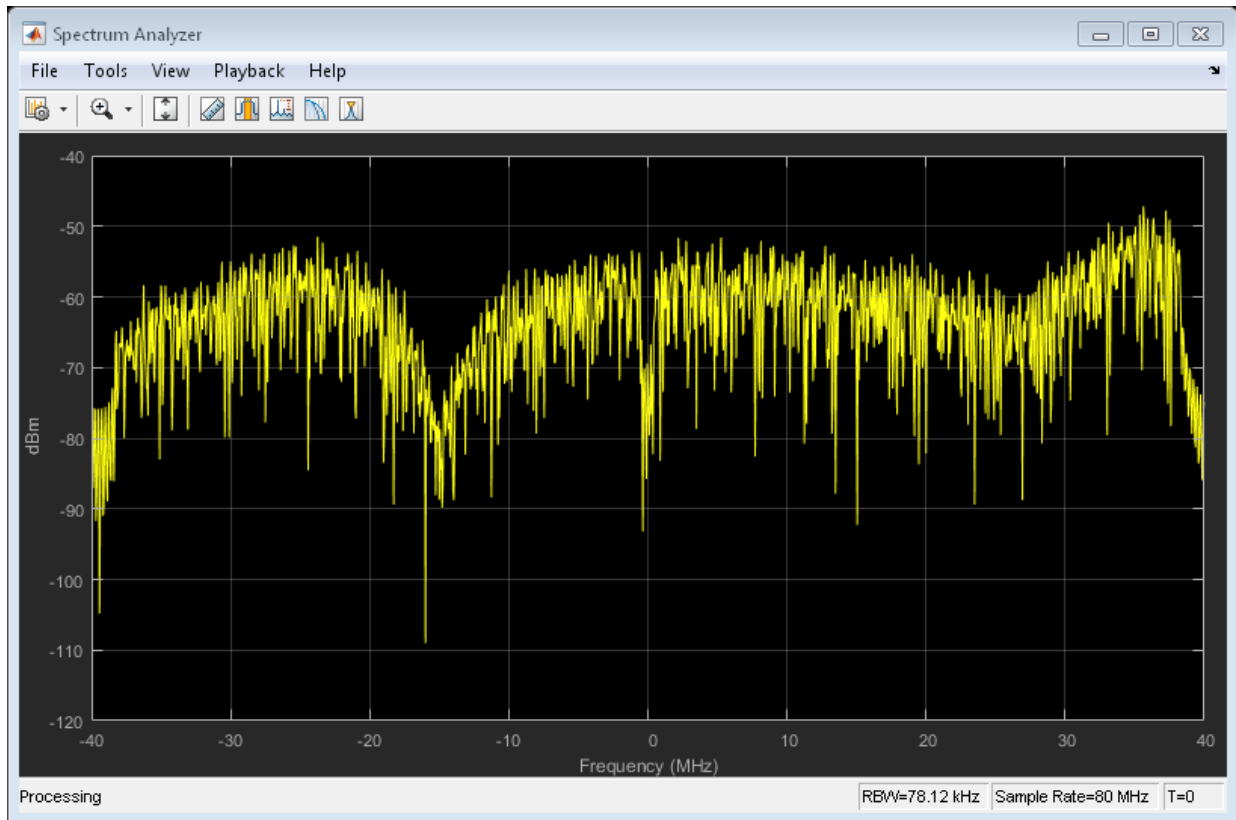 Spectrum Analyzer
File Tools View Playback Help
-40
-50
-60
-70
-80
-90
-100
-110
-120
dBm
-40 -30 -20 -10 0 10 20 30 40
Frequency (MHz)
Processing RBW=78.12 kHz Sample Rate=80 MHz T=0